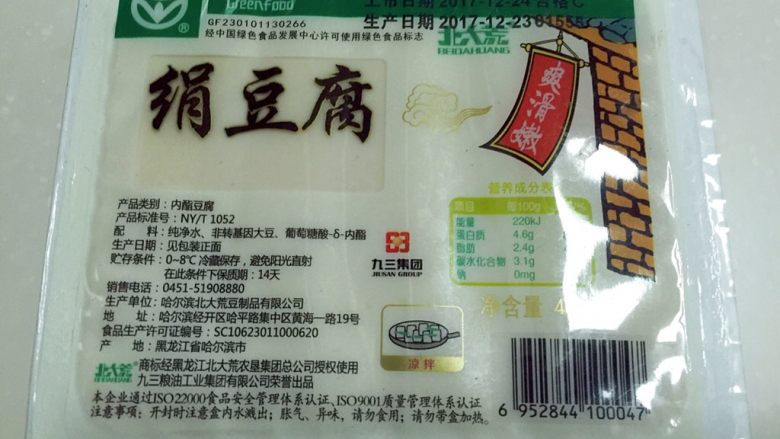 GreenFood
GF230101130266
经中国绿色食品发展中心许可使用绿色食品标志
上市日期 2017-12-24 合格 C
生产日期 2017-12-23
北大荒
BEIDAHUANG
绢豆腐
爽滑嫩
产品类别：内酯豆腐
产品标准号：NY/T 1052
配 料：纯净水、非转基因大豆、葡萄糖酸-δ-内酯
生产日期：见包装正面
贮存条件：0~8℃冷藏保存，避免阳光直射
在此条件下保质期：14天
销售电话：0451-51908880
生产单位：哈尔滨北大荒豆制品有限公司
地 址：哈尔滨经开区哈平路集中区黄海一路19号
食品生产许可证编号：SC10623011000620
产 地：黑龙江省哈尔滨市
九三集团
JIUSAN GROUP
营养成分表
项目 每100g
能量 220kJ
蛋白质 4.6g
脂肪 2.4g
碳水化合物 3.1g
钠 0mg
净含量
凉拌
北大荒
BEIDAHUANG
商标经黑龙江北大荒农垦集团总公司授权使用
九三粮油工业集团有限公司荣誉出品
本企业通过ISO22000食品安全管理体系认证、ISO9001质量管理体系认证
注意事项：开封时注意盒内水溅出；胀气、异味，请勿食用；请勿带盒加热。
6 952844 100047